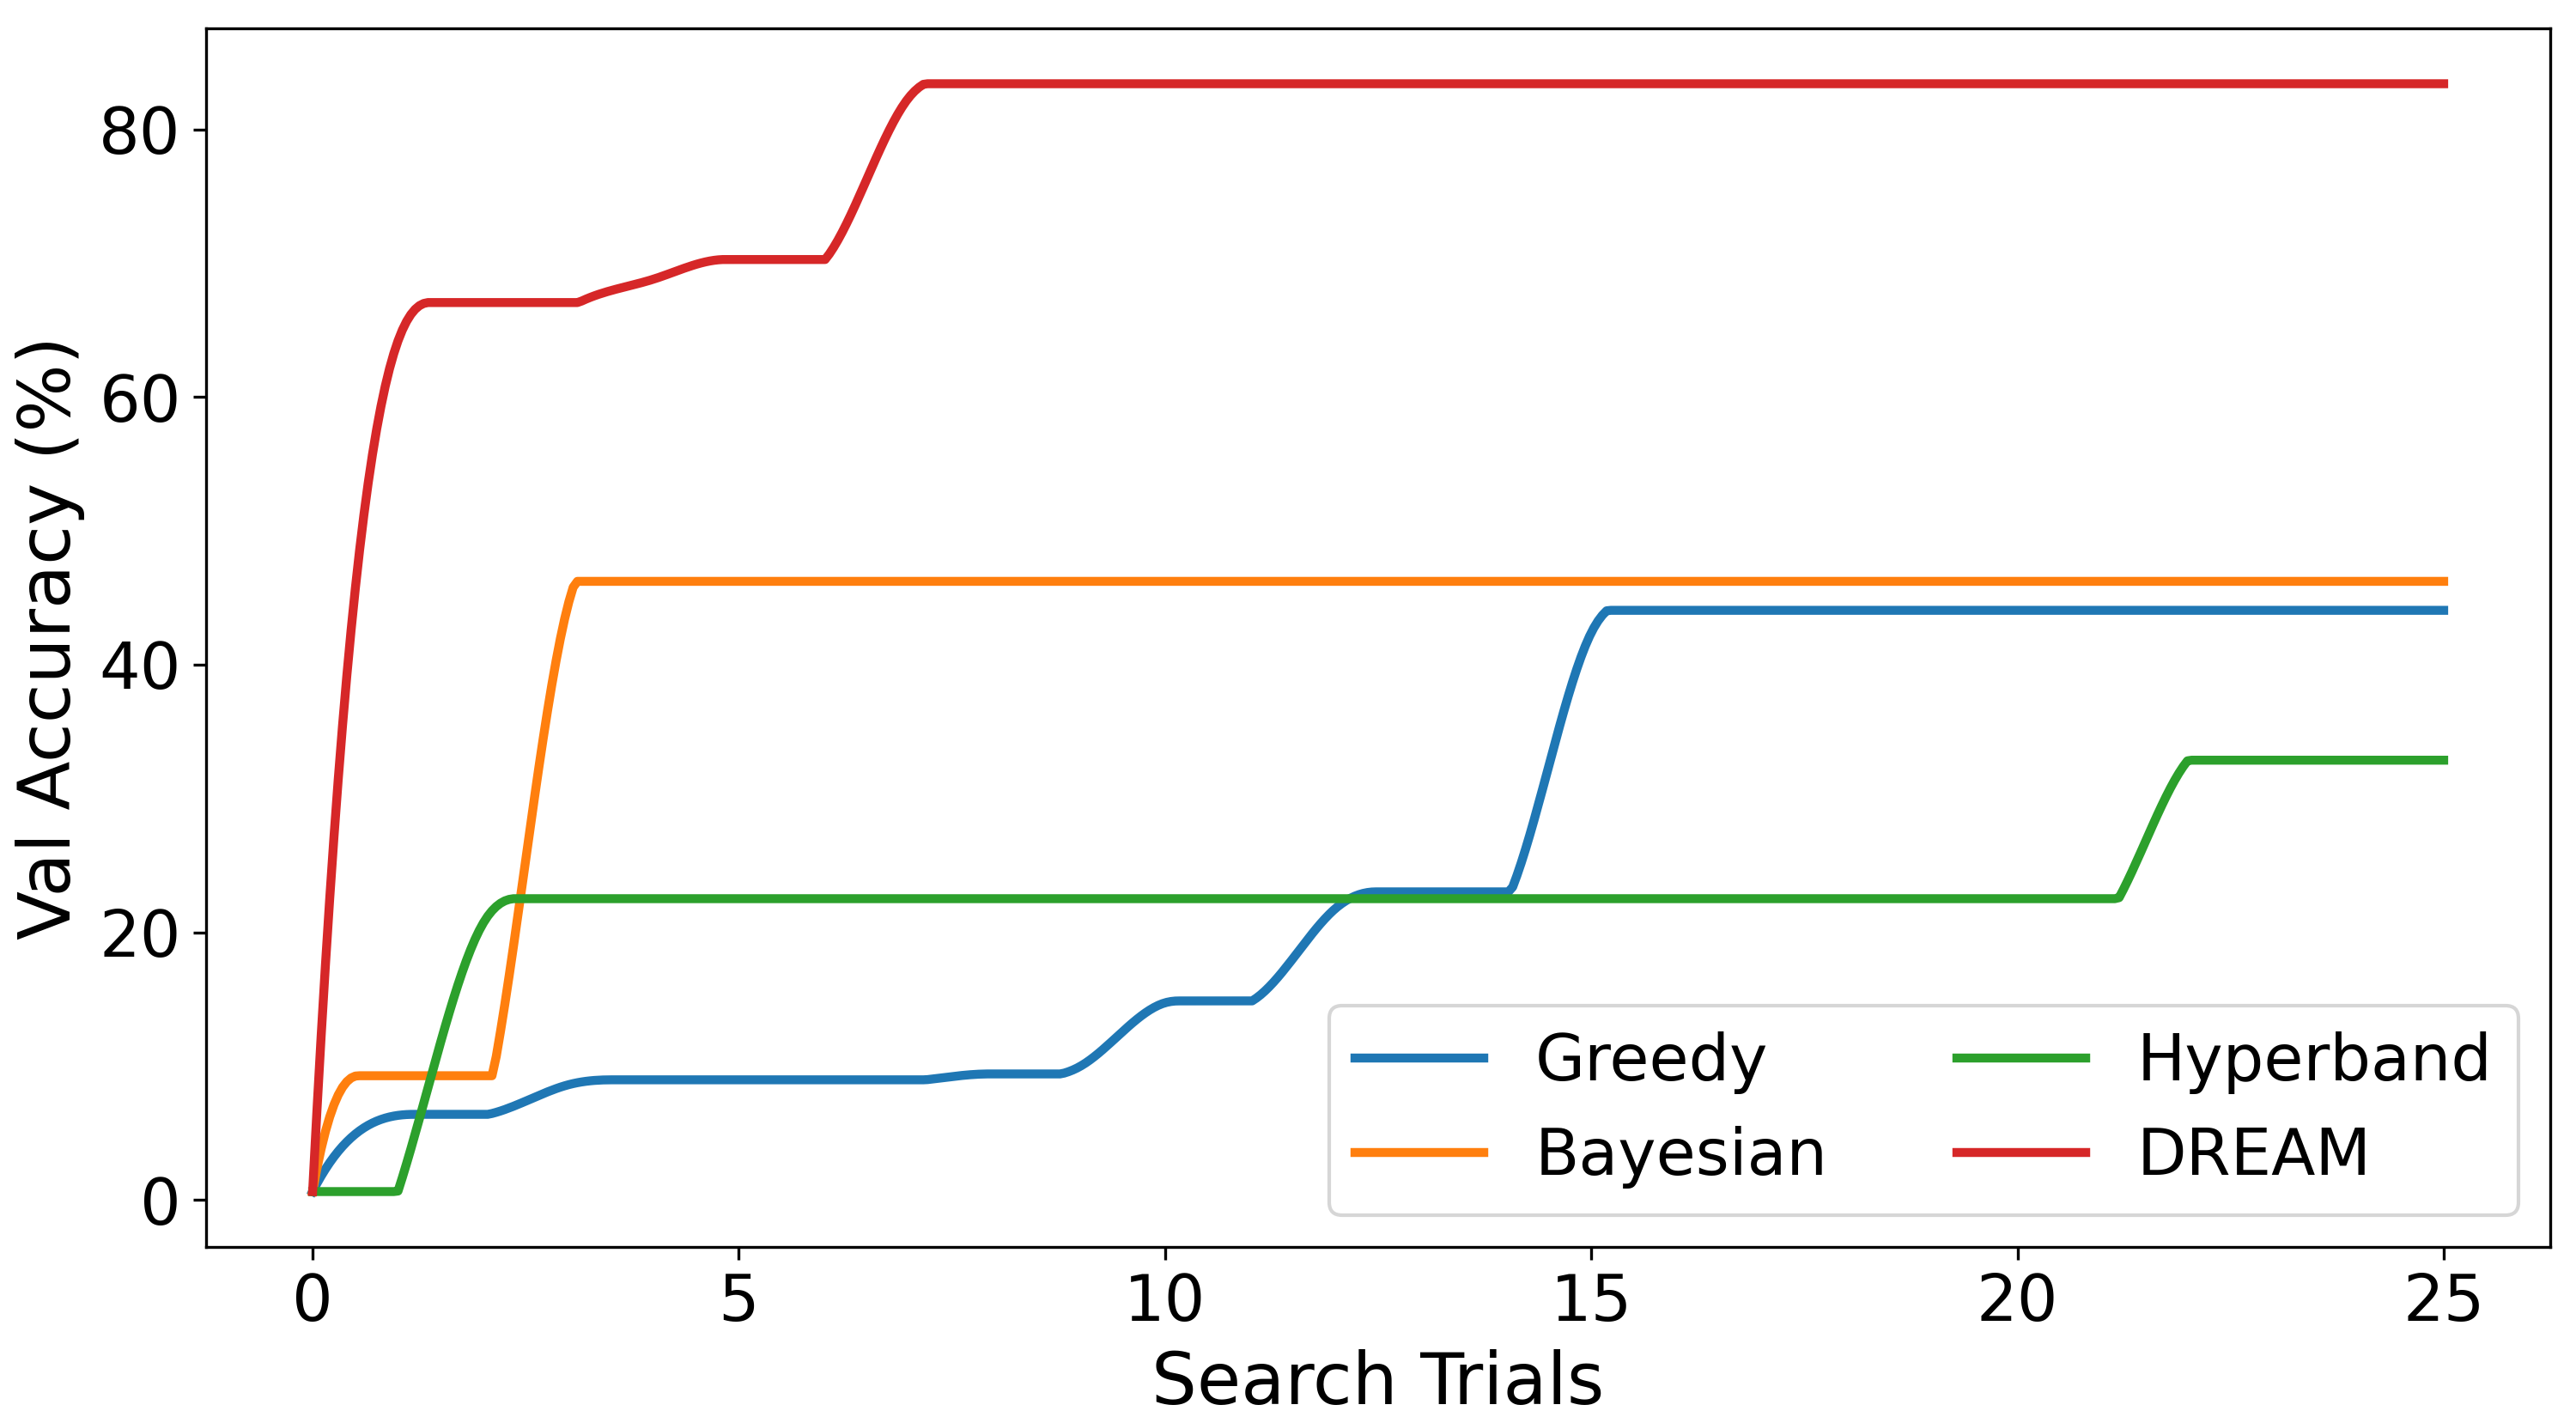 Val Accuracy (%)
80
60
40
20
0
0 5 10 15 20 25
Search Trials
Greedy
Bayesian
Hyperband
DREAM